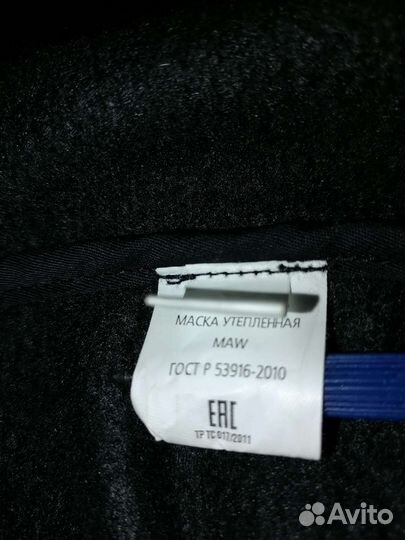 МАСКА УТЕПЛЕННАЯ
MAW
ГОСТ Р 53916-2010
ЕАС
ТР ТС 017/2011
Avito